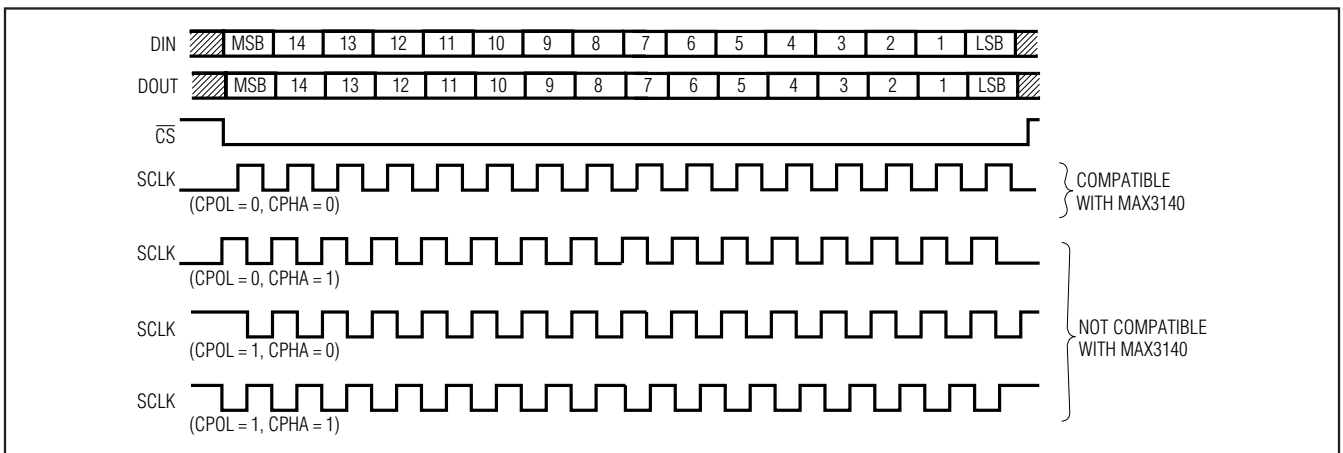 DIN MSB 14 13 12 11 10 9 8 7 6 5 4 3 2 1 LSB
DOUT MSB 14 13 12 11 10 9 8 7 6 5 4 3 2 1 LSB
CS
SCLK
(CPOL = 0, CPHA = 0)
COMPATIBLE
WITH MAX3140
SCLK
(CPOL = 0, CPHA = 1)
SCLK
(CPOL = 1, CPHA = 0)
NOT COMPATIBLE
WITH MAX3140
SCLK
(CPOL = 1, CPHA = 1)